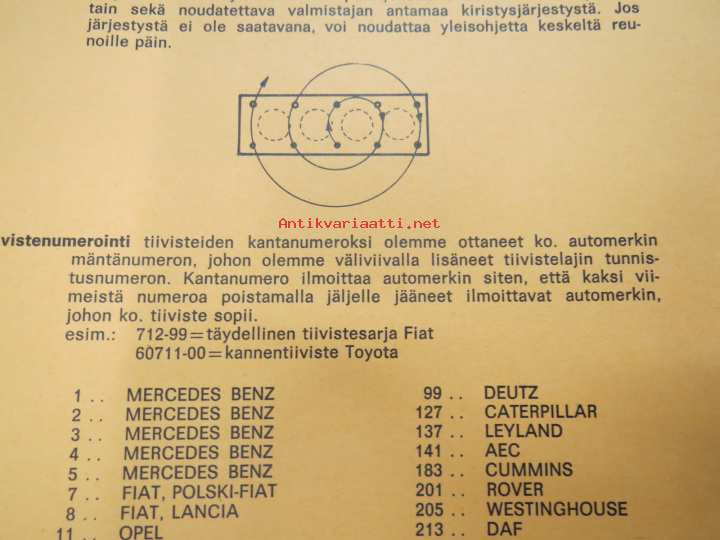 tain sekä noudatettava valmistajan antamaa kiristysjärjestystä. Jos
järjestystä ei ole saatavana, voi noudattaa yleisohjetta keskeltä reu-
noille päin.
Antikvariaatti.net
vistenumerointi tiivisteiden kantanumeroksi olemme ottaneet ko. automerkin
mäntänumeron, johon olemme väliviivalla lisäneet tiivistelajin tunnis-
tusnumeron. Kantanumero ilmoittaa automerkin siten, että kaksi vii-
meistä numeroa poistamalla jäljelle jääneet ilmoittavat automerkin,
johon ko. tiiviste sopii.
esim.: 712-99=täydellinen tiivistesarja Fiat
60711-00=kannentiiviste Toyota
1 .. MERCEDES BENZ
2 .. MERCEDES BENZ
3 .. MERCEDES BENZ
4 .. MERCEDES BENZ
5 .. MERCEDES BENZ
7 .. FIAT, POLSKI-FIAT
8 .. FIAT, LANCIA
11 .. OPEL
99 .. DEUTZ
127 .. CATERPILLAR
137 .. LEYLAND
141 .. AEC
183 .. CUMMINS
201 .. ROVER
205 .. WESTINGHOUSE
213 .. DAF